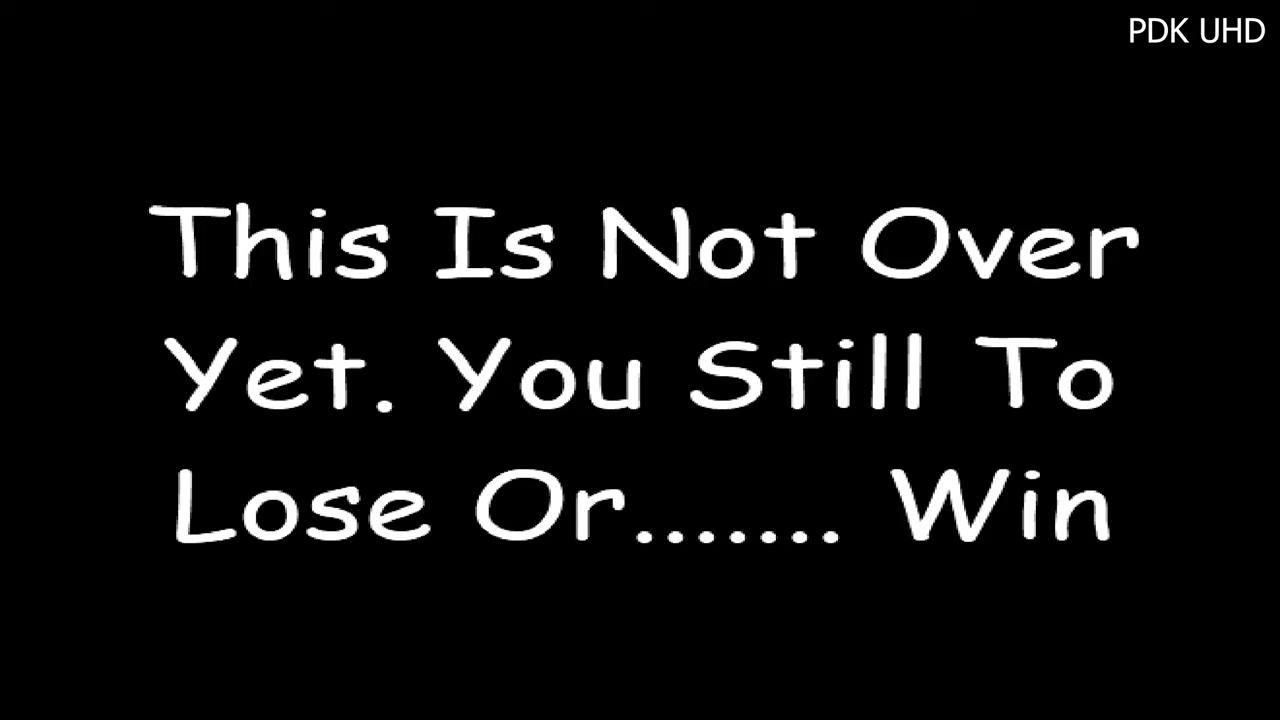 PDK UHD
This Is Not Over
Yet. You Still To
Lose Or....... Win